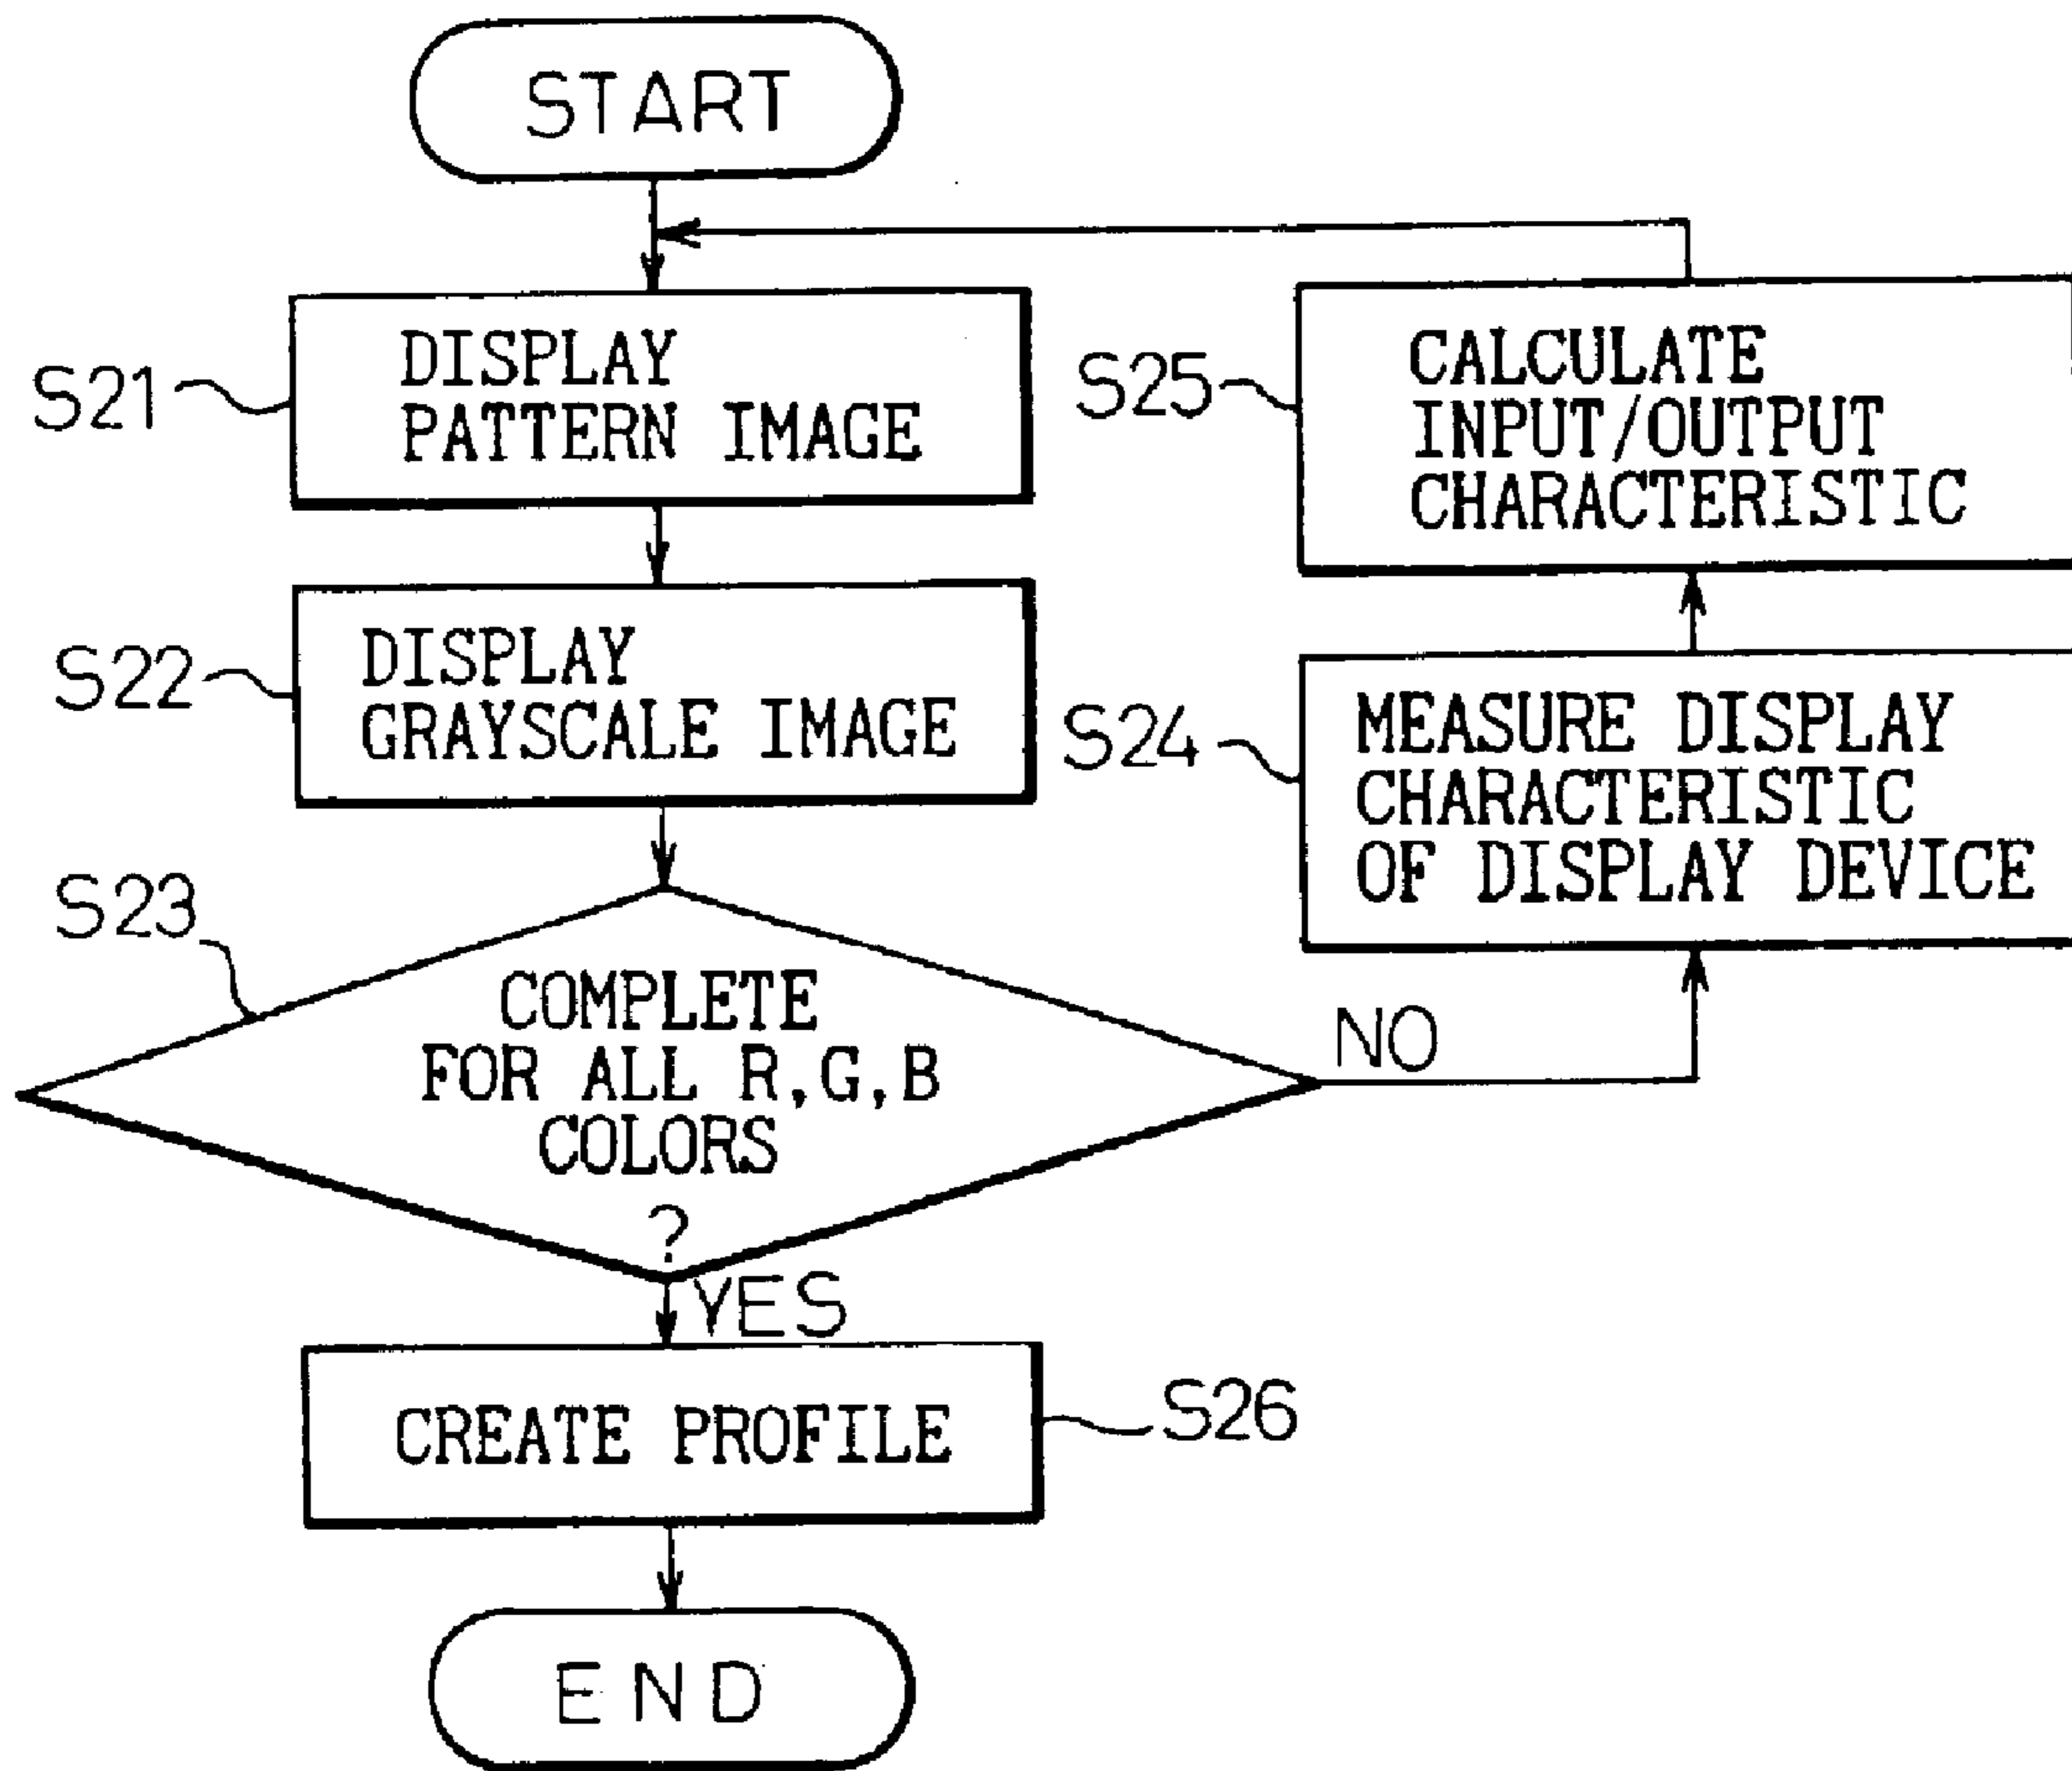 START
S21
DISPLAY
PATTERN IMAGE
S22
DISPLAY
GRAYSCALE IMAGE
S23
COMPLETE
FOR ALL R,G,B
COLORS
?
NO
YES
S24
MEASURE DISPLAY
CHARACTERISTIC
OF DISPLAY DEVICE
S25
CALCULATE
INPUT/OUTPUT
CHARACTERISTIC
CREATE PROFILE
S26
END